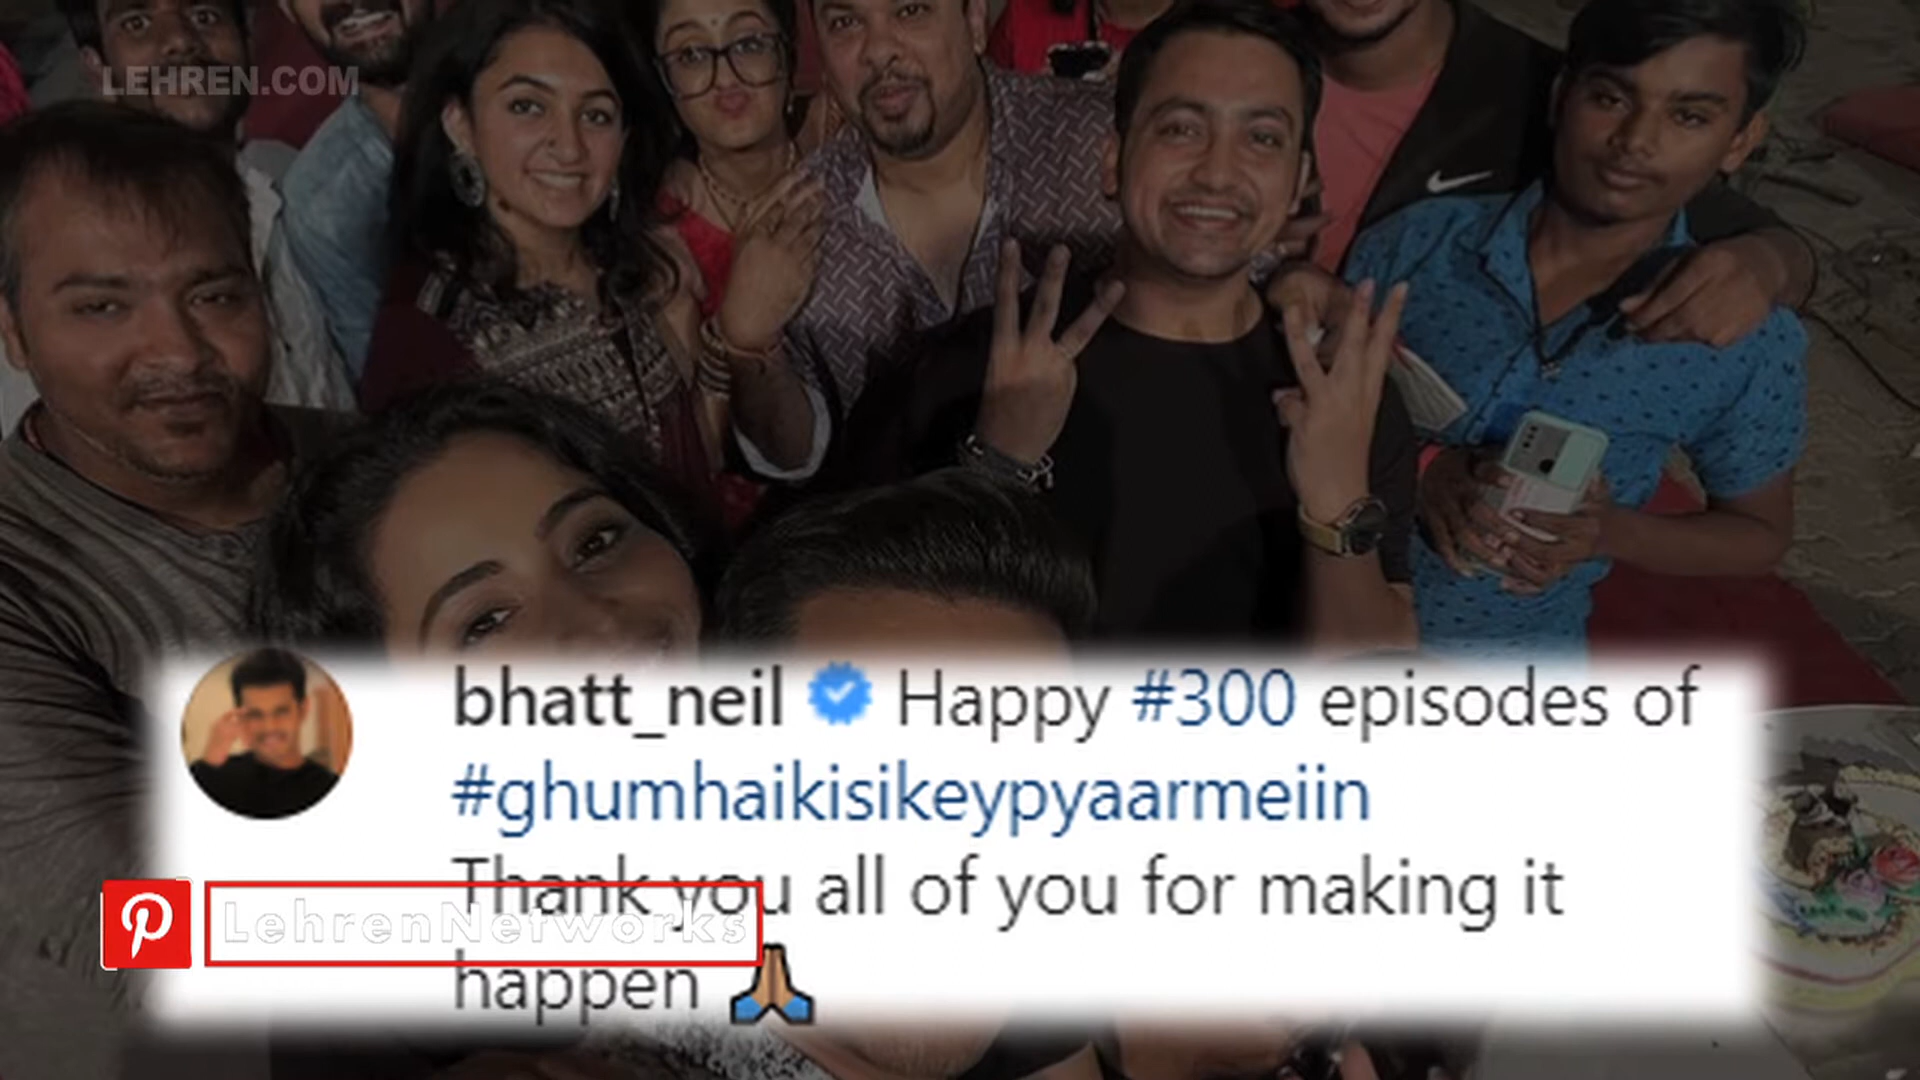 LEHREN.COM
bhatt_neil Happy #300 episodes of
#ghumhaikisikeypyaarmeiin
Thank you all of you for making it
LehrenNetworks
happen 🙏🏽